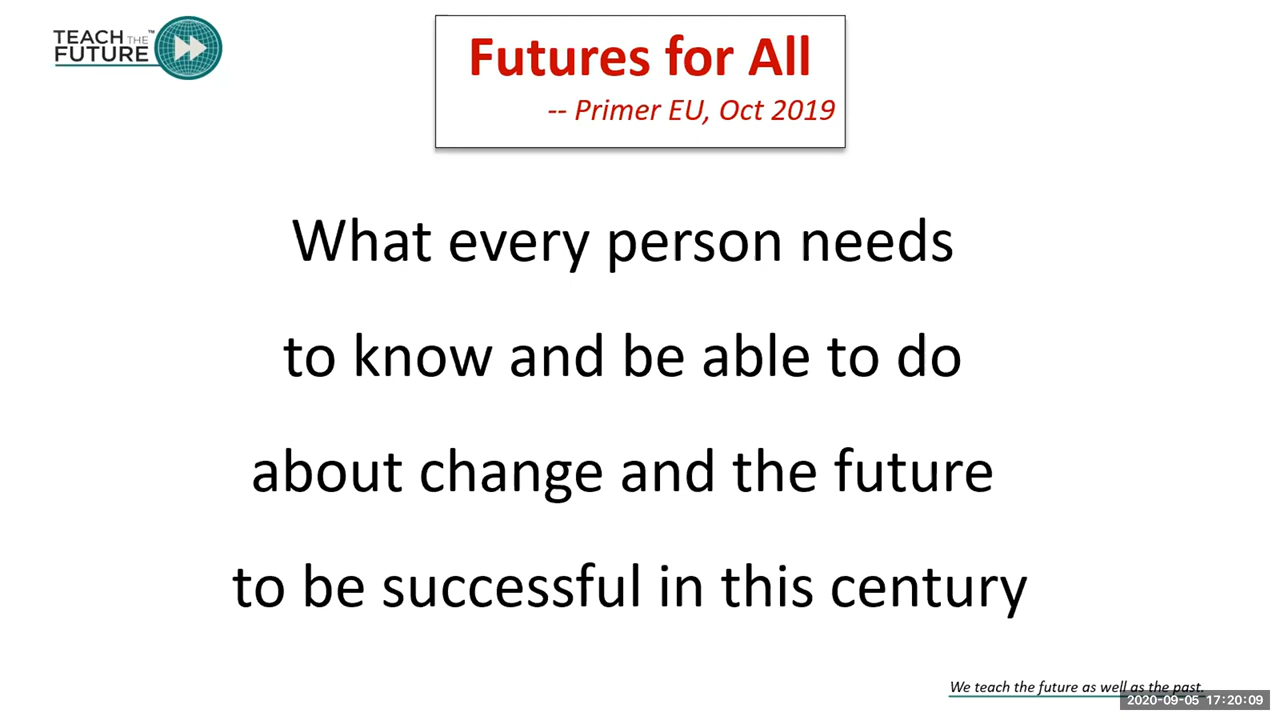 TEACH THE™
FUTURE
Futures for All
-- Primer EU, Oct 2019
What every person needs
to know and be able to do
about change and the future
to be successful in this century
We teach the future as well as the past.
2020-09-05 17:20:09